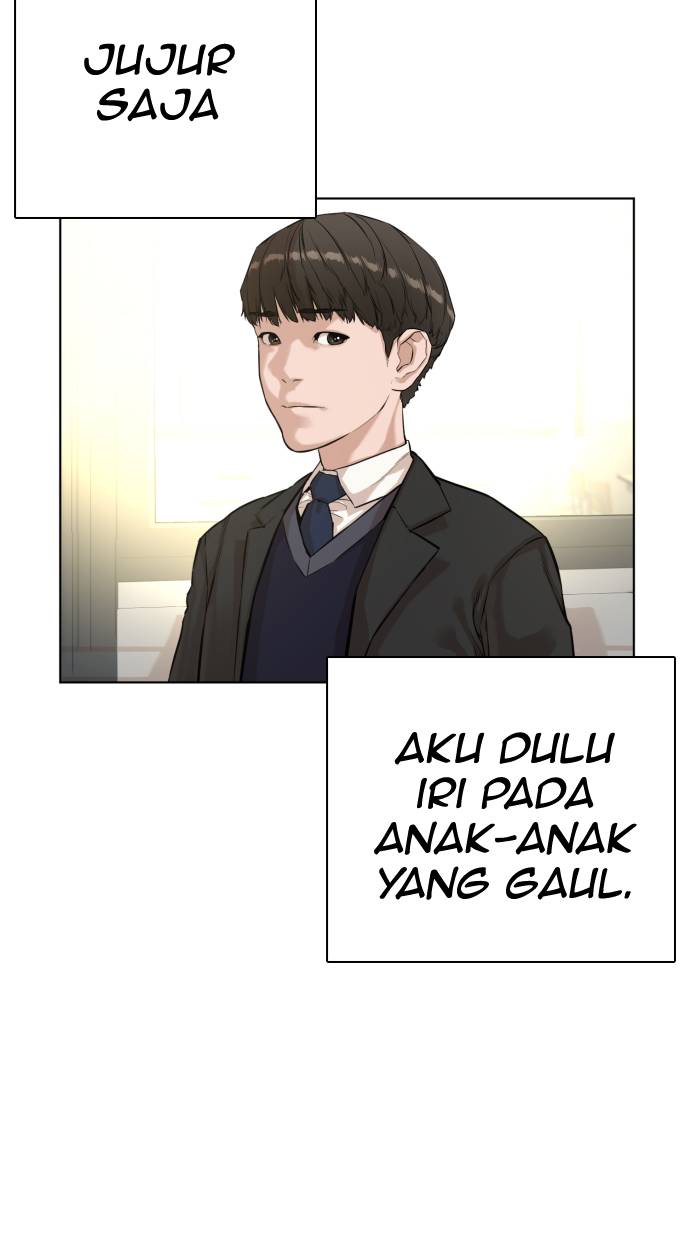 JUJUR
SAJA
AKU DULU
IRI PADA
ANAK-ANAK
YANG GAUL.